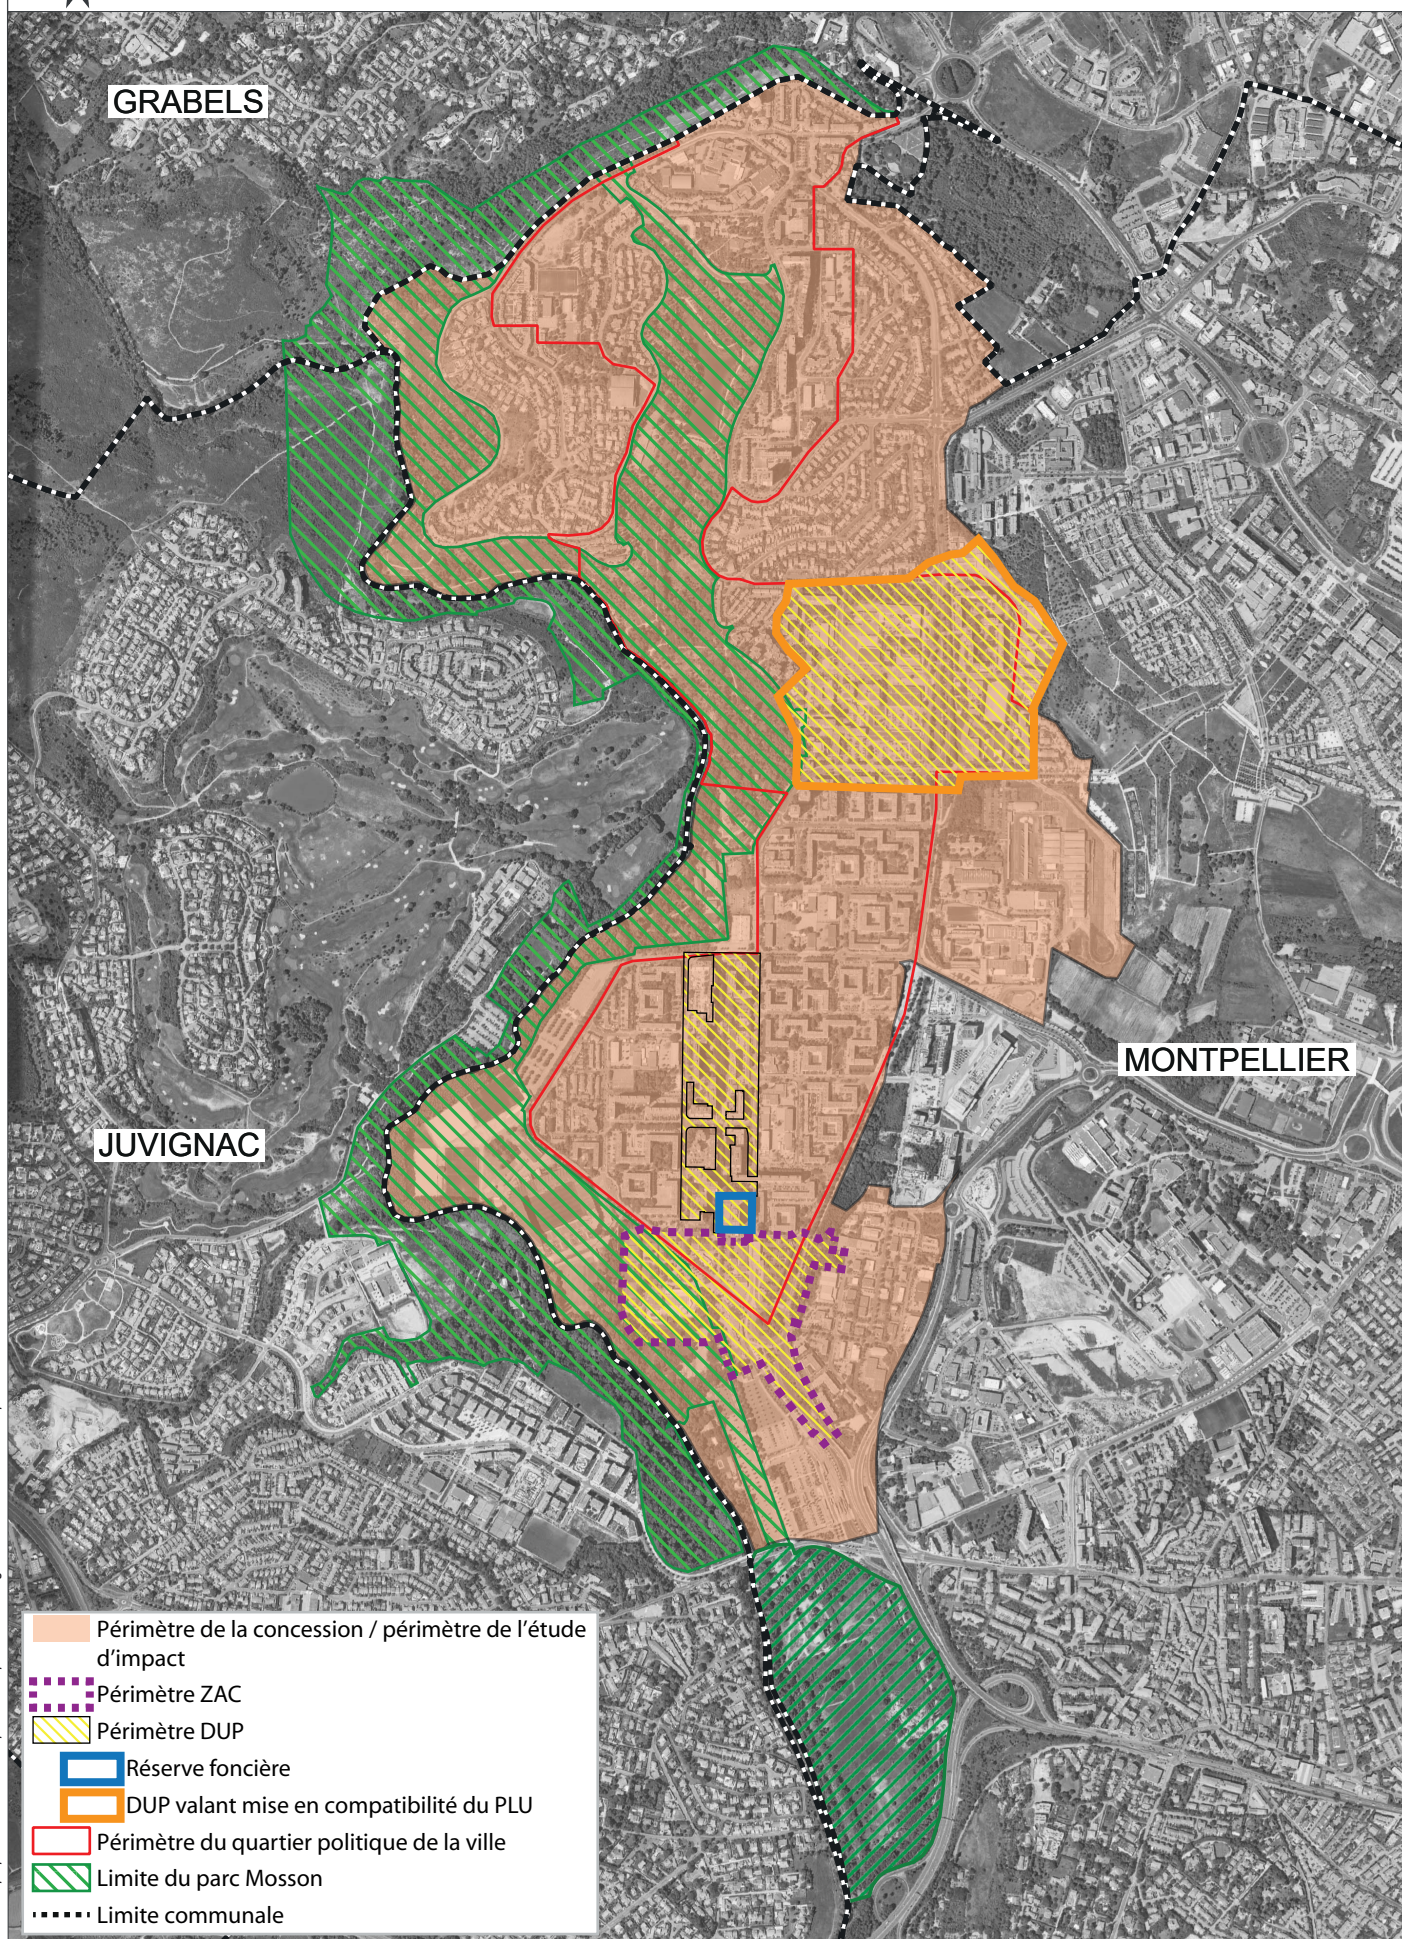 GRABELS
MONTPELLIER
JUVIGNAC
Périmètre de la concession / périmètre de l’étude
d’impact
Périmètre ZAC
Périmètre DUP
Réserve foncière
DUP valant mise en compatibilité du PLU
Périmètre du quartier politique de la ville
Limite du parc Mosson
Limite communale